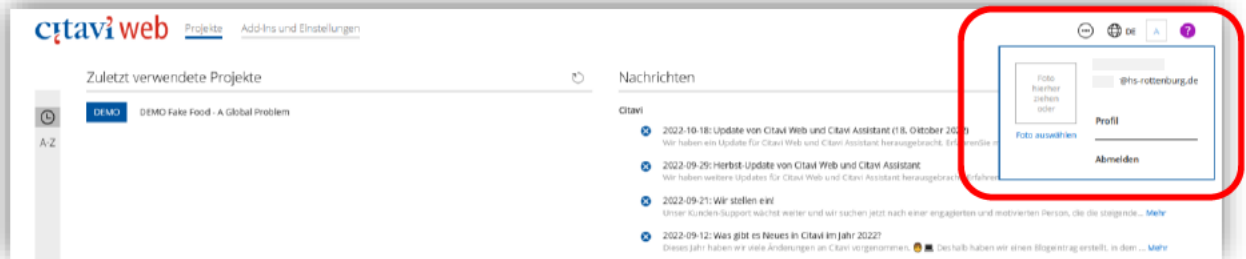 citavi web Projekte Add-Ins und Einstellungen
DE A ?
Zuletzt verwendete Projekte
DEMO DEMO Fake Food - A Global Problem
A-Z
Nachrichten
Citavi
2022-10-18: Update von Citavi Web und Citavi Assistant (18. Oktober 2022)
Wir haben ein Update für Citavi Web und Citavi Assistant herausgebracht. ErfahrenSie
2022-09-29: Herbst-Update von Citavi Web und Citavi Assistant
Wir haben weitere Updates für Citavi Web und Citavi Assistant herausgebracht. Erfahren
2022-09-21: Wir stellen ein!
Unser Kunden-Support wächst weiter und wir suchen jetzt nach einer engagierten und motivierten Person, die die steigende... Mehr
2022-09-12: Was gibt es Neues in Citavi im Jahr 2022?
Dieses Jahr haben wir viele Änderungen an Citavi vorgenommen. Deshalb haben wir einen Blogeintrag erstellt, in dem ... Mehr
Foto
hierher
ziehen
oder
Foto auswählen
@hs-rottenburg.de
Profil
Abmelden